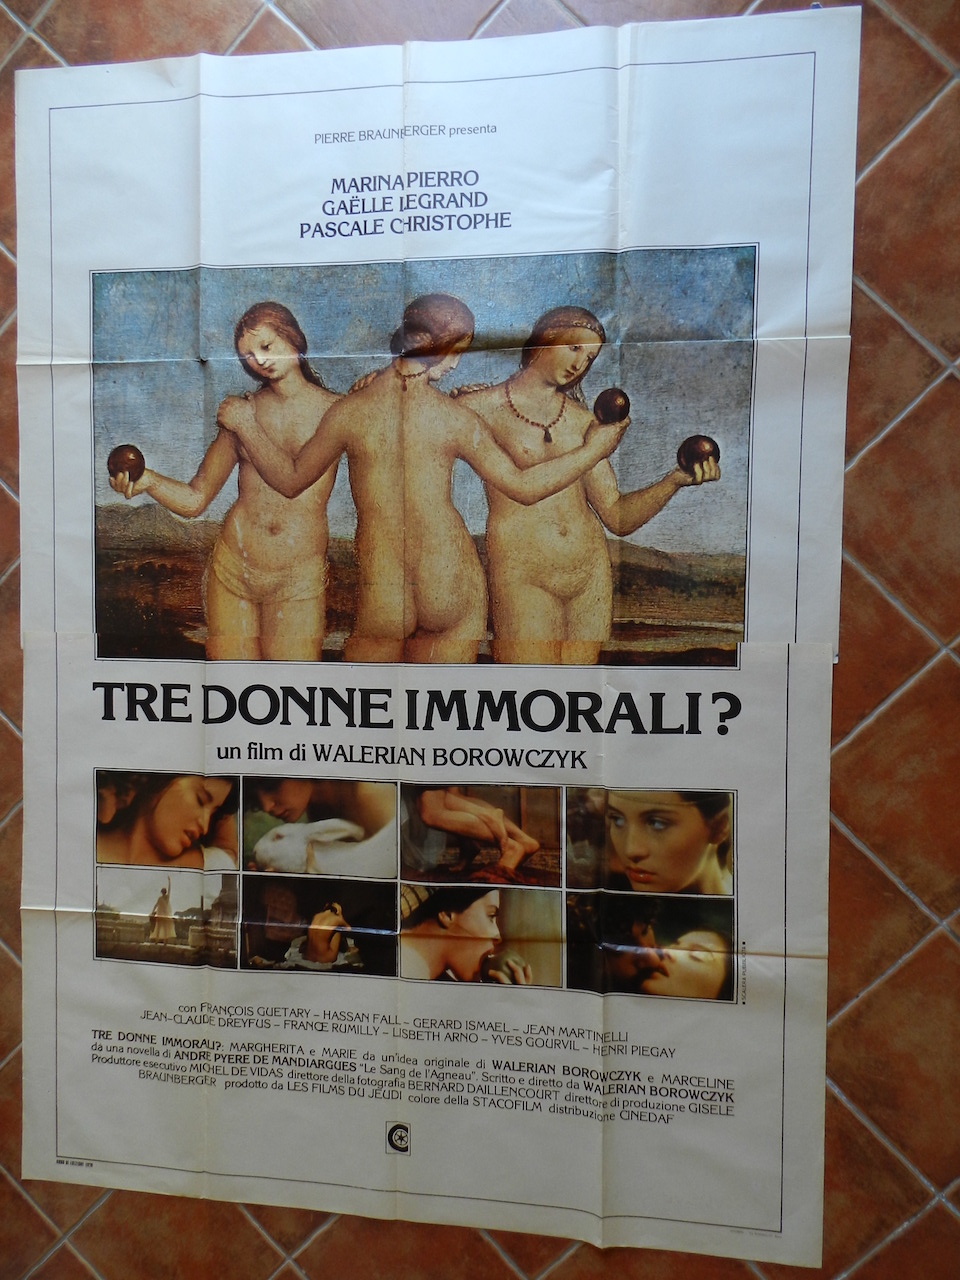 PIERRE BRAUNBERGER presenta
MARINA PIERRO
GAËLLE LEGRAND
PASCALE CHRISTOPHE
TRE DONNE IMMORALI?
un film di WALERIAN BOROWCZYK
con FRANÇOIS GUETARY - HASSAN FALL - GERARD ISMAEL - JEAN MARTINELLI
JEAN-CLAUDE DREYFUS - FRANCE RUMILLY - LISBETH ARNO - YVES GOURVIL - HENRI PIEGAY
TRE DONNE IMMORALI?: MARGHERITA e MARIE da un'idea originale di WALERIAN BOROWCZYK e MARCELINE
da una novella di ANDRE PYERE DE MANDIARGUES "Le Sang de l'Agneau". Scritto e diretto da WALERIAN BOROWCZYK
Produttore esecutivo MICHEL DE VIDAS direttore della fotografia BERNARD DAILLENCOURT direttore di produzione GISELE
BRAUNBERGER prodotto da LES FILMS DU JEUDI colore della STACOFILM distribuzione CINEDAF